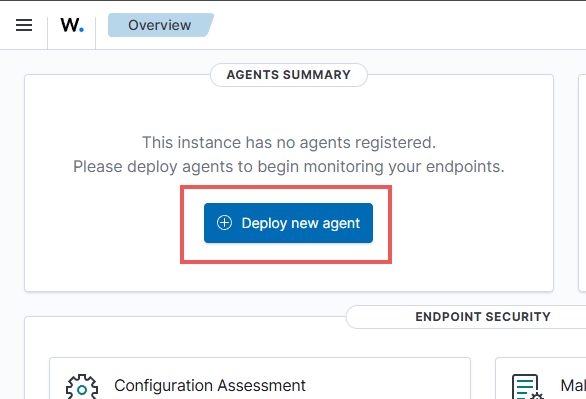 W.
Overview
AGENTS SUMMARY
This instance has no agents registered.
Please deploy agents to begin monitoring your endpoints.
Deploy new agent
ENDPOINT SECURITY
Configuration Assessment
Mal